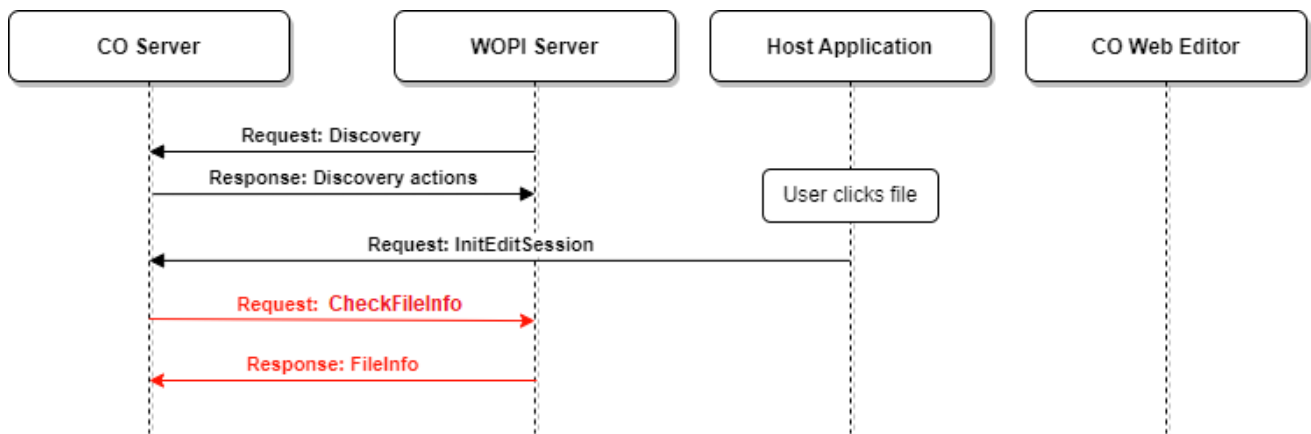 CO Server
WOPI Server
Host Application
CO Web Editor
Request: Discovery
Response: Discovery actions
User clicks file
Request: InitEditSession
Request: CheckFileInfo
Response: FileInfo